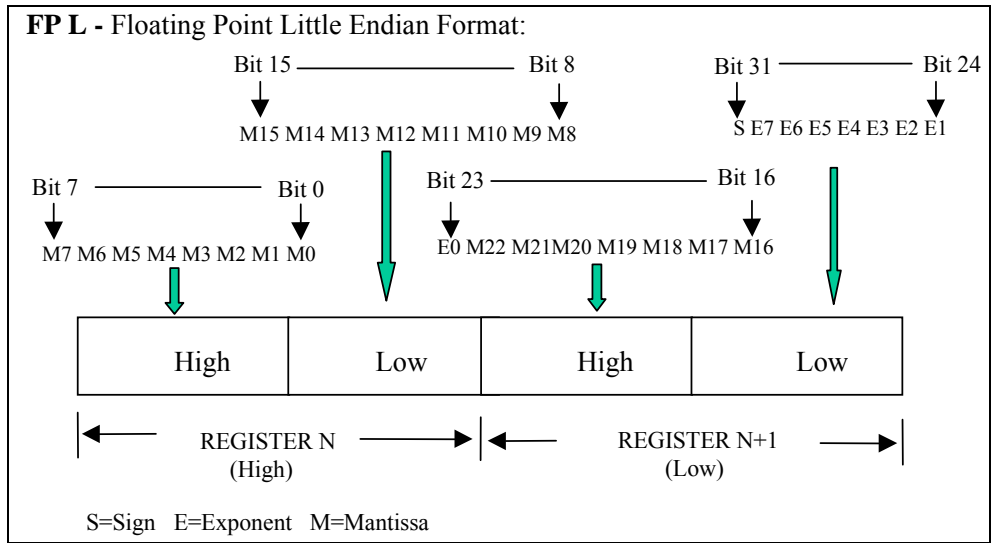 FP L - Floating Point Little Endian Format:
Bit 15 Bit 8
Bit 31 Bit 24
M15 M14 M13 M12 M11 M10 M9 M8
S E7 E6 E5 E4 E3 E2 E1
Bit 7 Bit 0
Bit 23 Bit 16
M7 M6 M5 M4 M3 M2 M1 M0
E0 M22 M21M20 M19 M18 M17 M16
High Low High Low
REGISTER N
(High)
REGISTER N+1
(Low)
S=Sign E=Exponent M=Mantissa